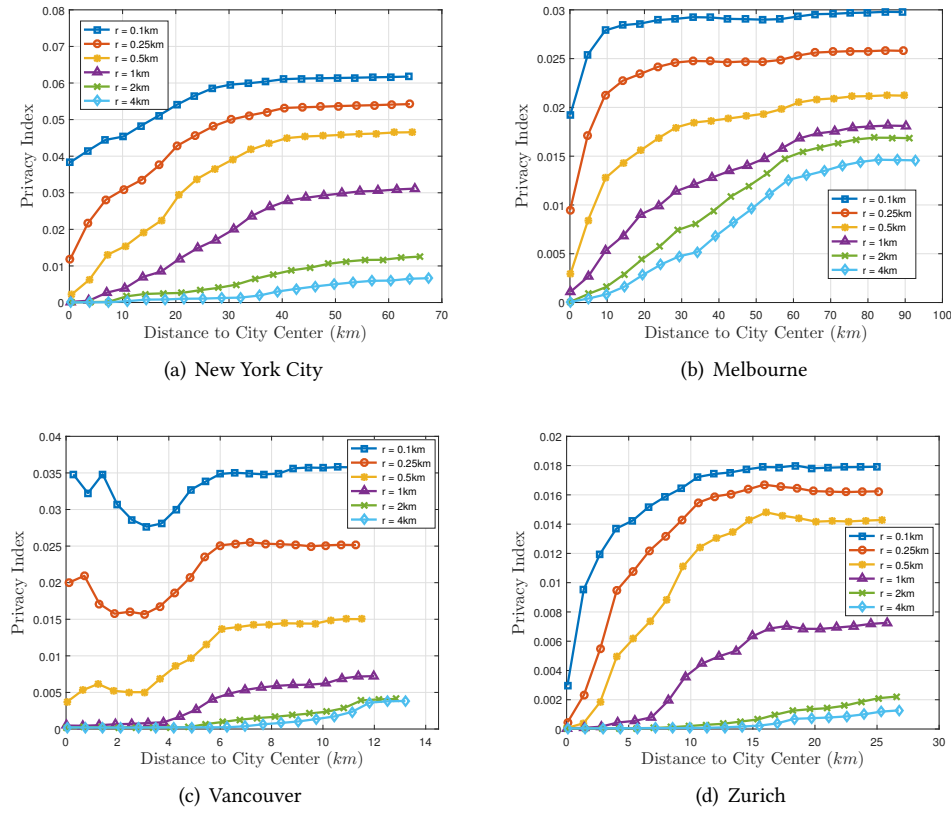 0.08
0.07
0.06
0.05
0.04
0.03
0.02
0.01
0
Privacy Index
r = 0.1km
r = 0.25km
r = 0.5km
r = 1km
r = 2km
r = 4km
0 10 20 30 40 50 60 70
Distance to City Center (km)
(a) New York City
0.03
0.025
0.02
0.015
0.01
0.005
0
Privacy Index
r = 0.1km
r = 0.25km
r = 0.5km
r = 1km
r = 2km
r = 4km
0 10 20 30 40 50 60 70 80 90 100
Distance to City Center (km)
(b) Melbourne
0.04
0.035
0.03
0.025
0.02
0.015
0.01
0.005
0
Privacy Index
r = 0.1km
r = 0.25km
r = 0.5km
r = 1km
r = 2km
r = 4km
0 2 4 6 8 10 12 14
Distance to City Center (km)
(c) Vancouver
0.02
0.018
0.016
0.014
0.012
0.01
0.008
0.006
0.004
0.002
0
Privacy Index
r = 0.1km
r = 0.25km
r = 0.5km
r = 1km
r = 2km
r = 4km
0 5 10 15 20 25 30
Distance to City Center (km)
(d) Zurich